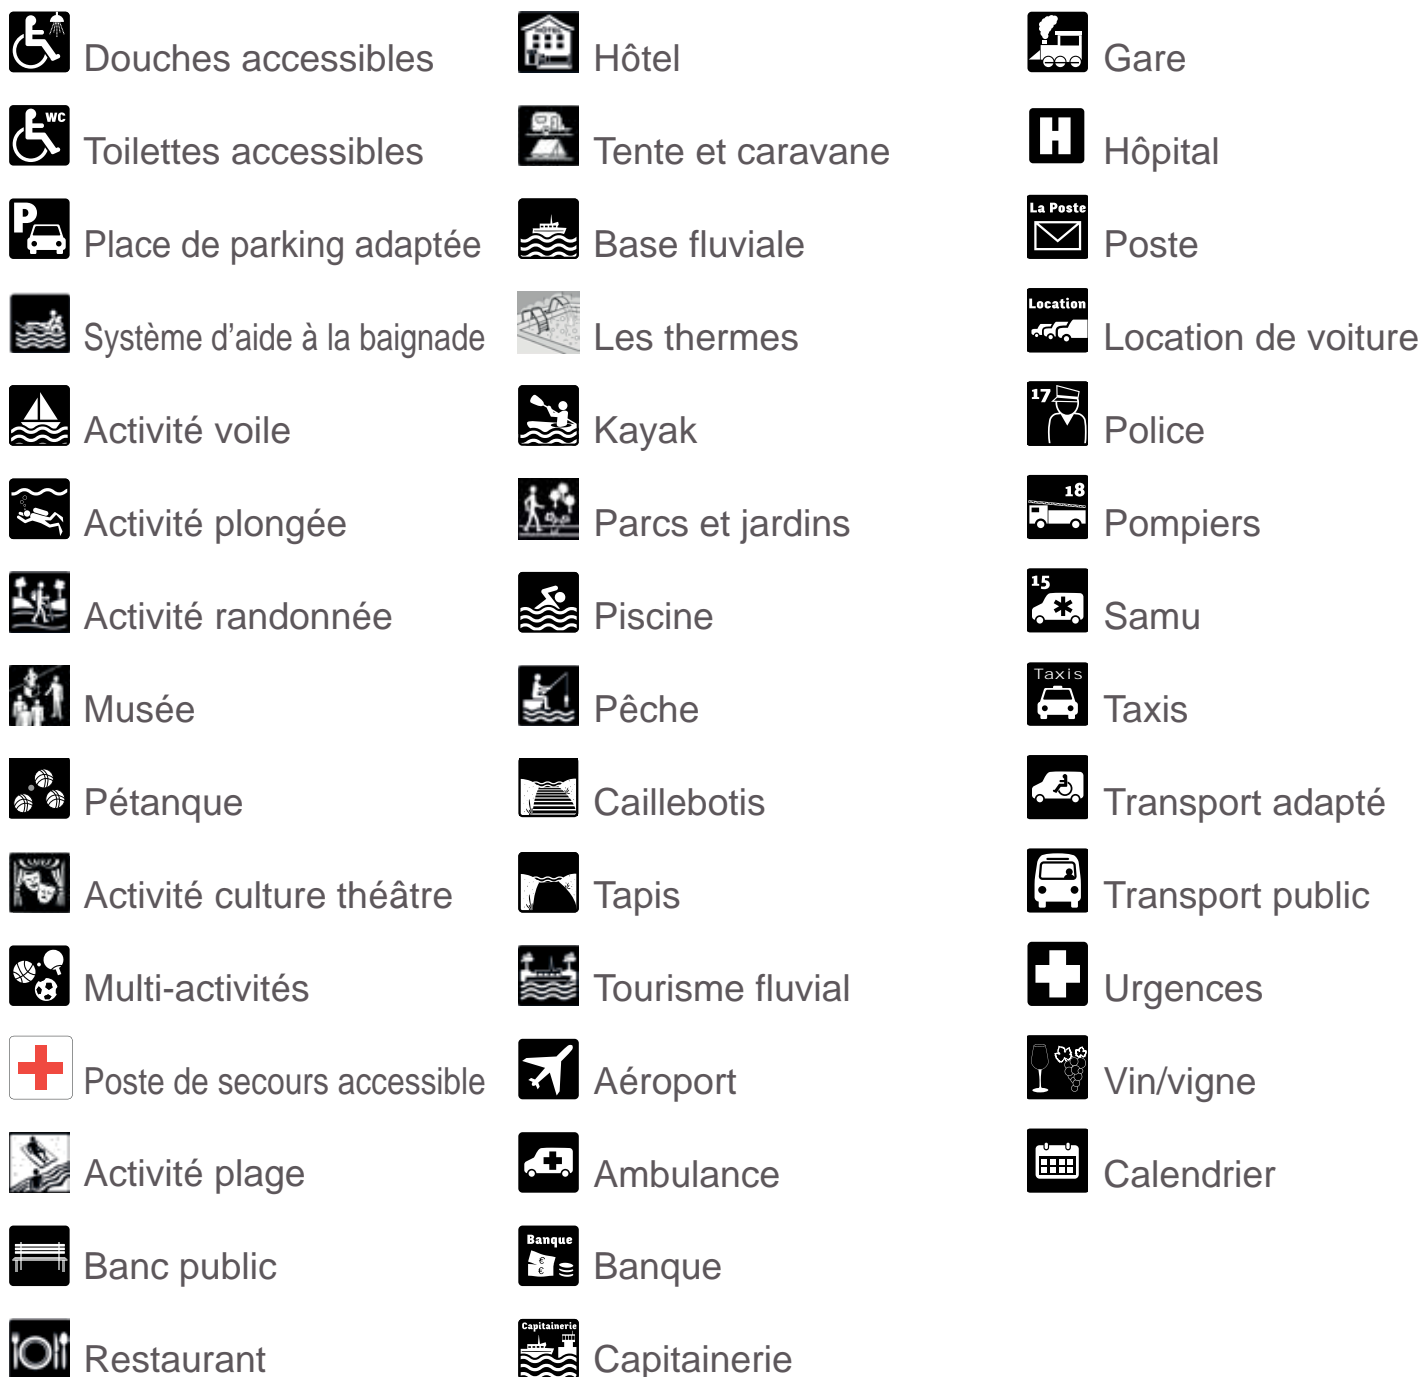 Douches accessibles
WC
Toilettes accessibles
P
Place de parking adaptée
Système d'aide à la baignade
Activité voile
Activité plongée
Activité randonnée
Musée
Pétanque
Activité culture théâtre
Multi-activités
Poste de secours accessible
Activité plage
Banc public
Restaurant
HÔTEL
Hôtel
Tente et caravane
Base fluviale
Les thermes
Kayak
Parcs et jardins
Piscine
Pêche
Caillebotis
Tapis
Tourisme fluvial
Aéroport
Ambulance
Banque
€
€
Banque
Capitainerie
Capitainerie
Gare
H
Hôpital
La Poste
Poste
Location
Location de voiture
17
Police
18
Pompiers
15
Samu
Taxis
Taxis
Transport adapté
Transport public
Urgences
Vin/vigne
Calendrier